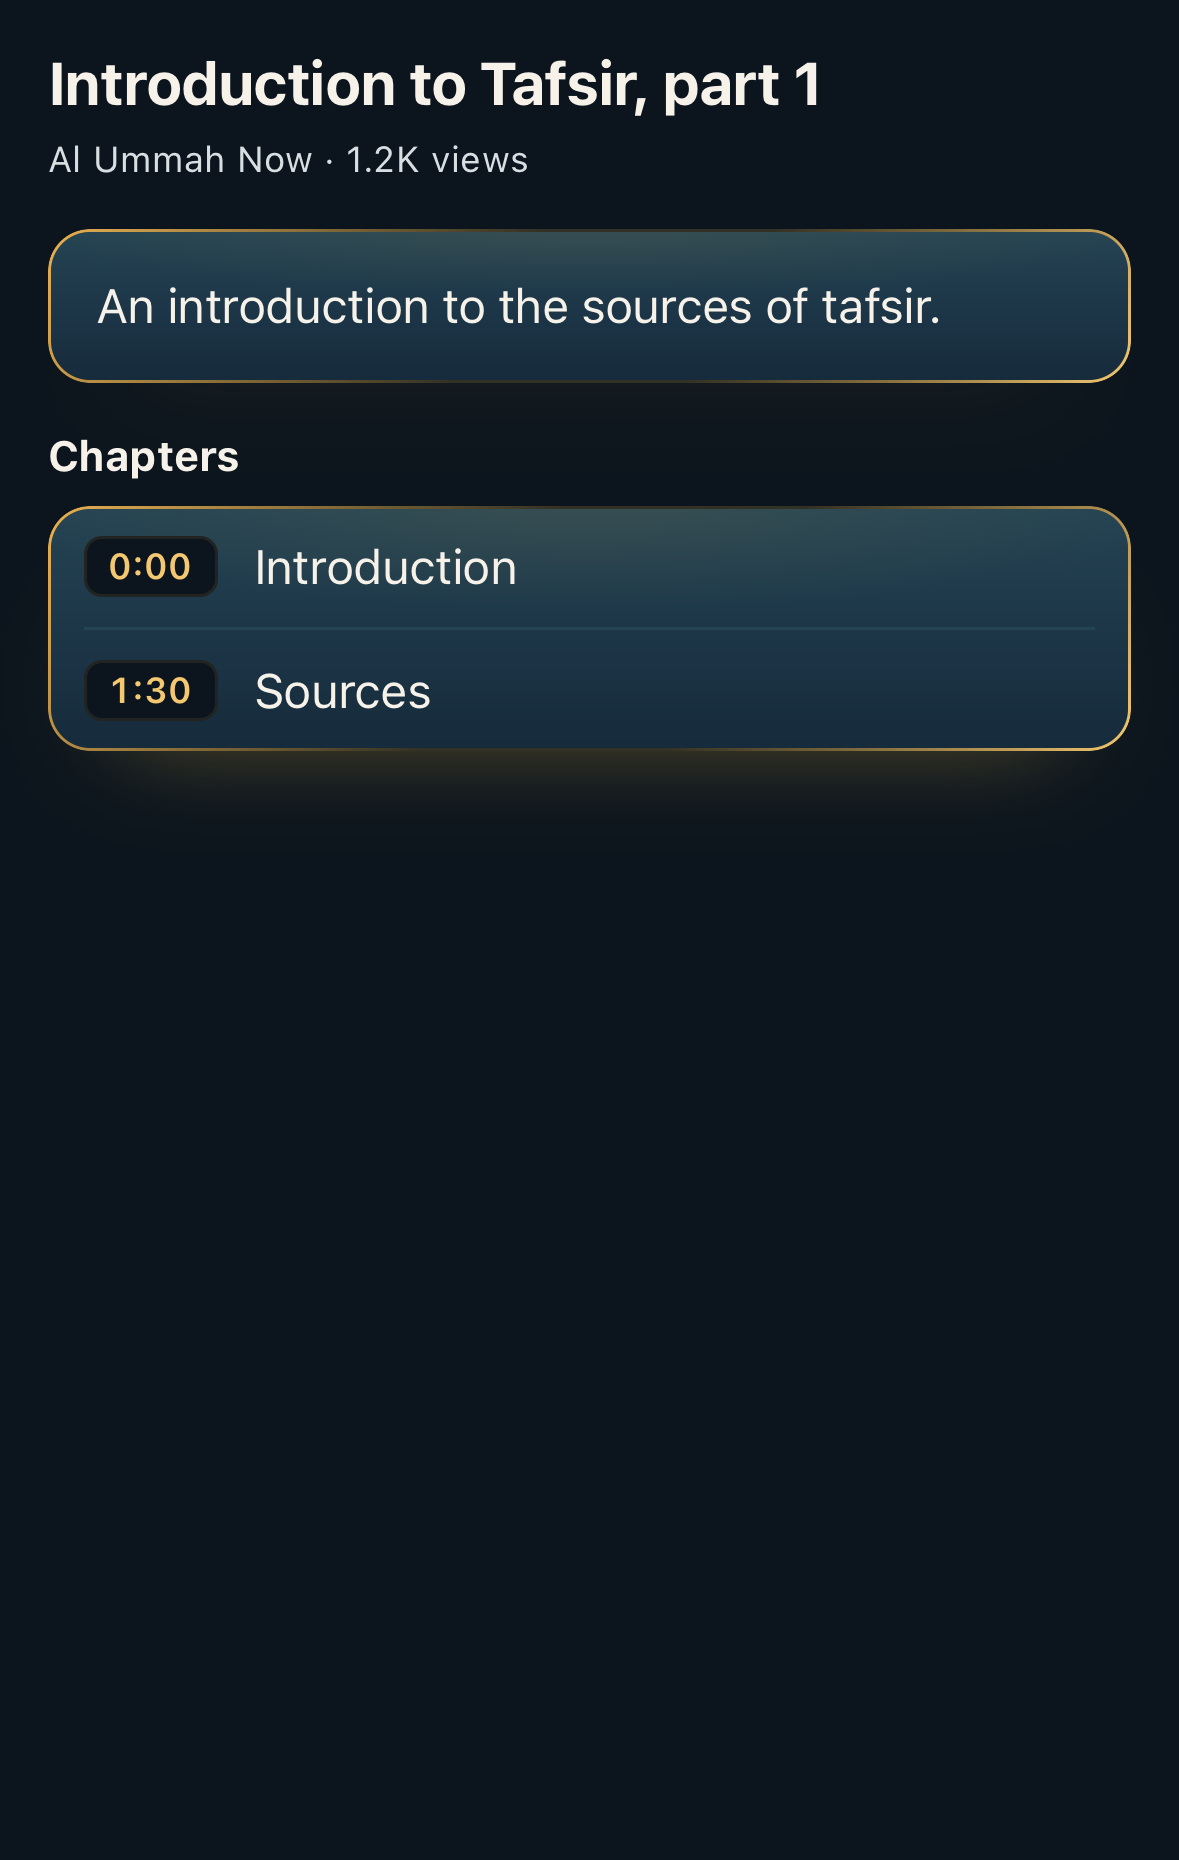 Introduction to Tafsir, part 1
Al Ummah Now · 1.2K views
An introduction to the sources of tafsir.
Chapters
0:00 Introduction
1:30 Sources